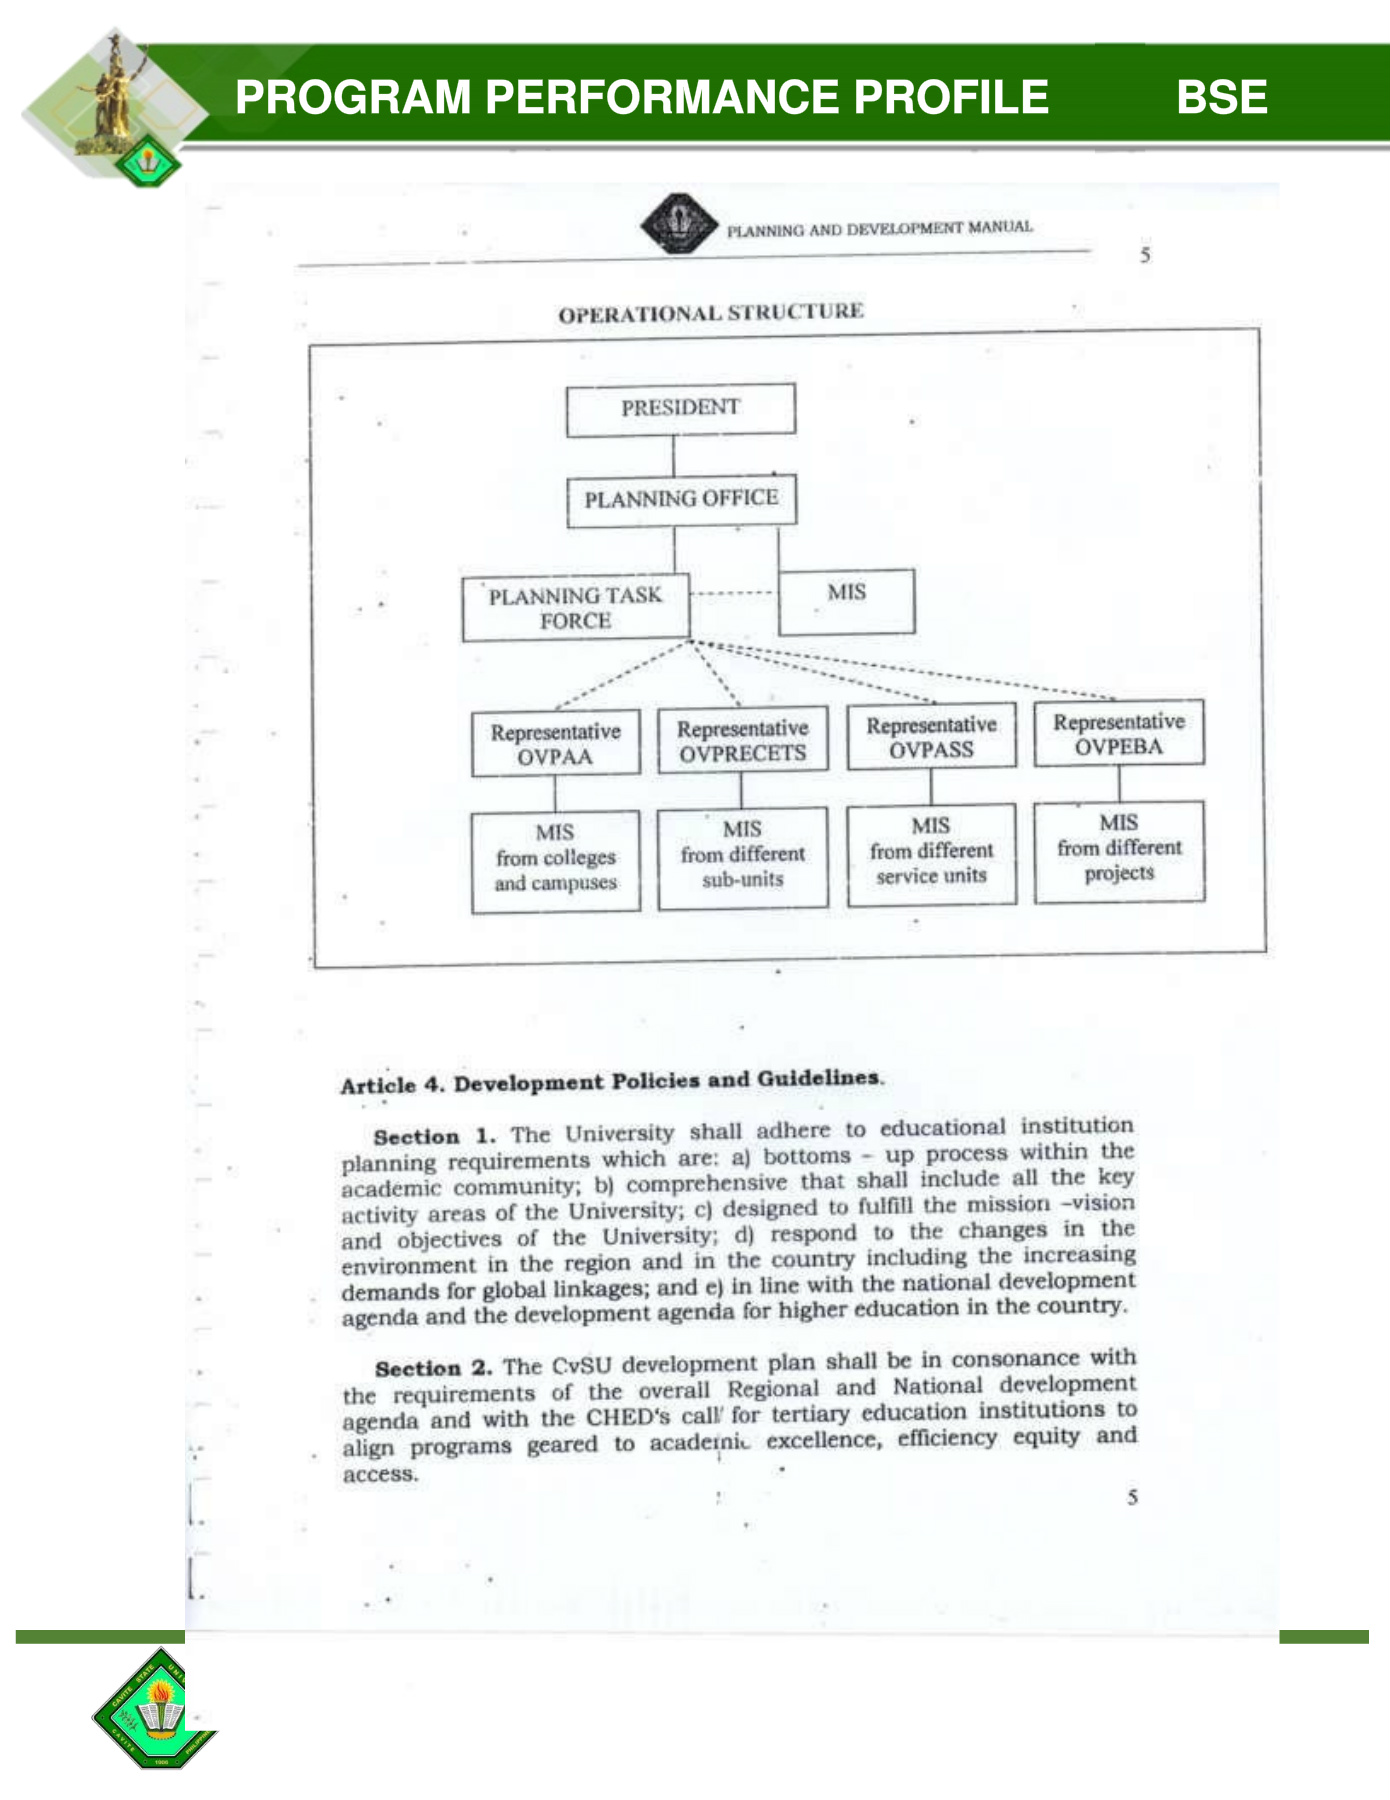 PROGRAM PERFORMANCE PROFILE BSE
PLANNING AND DEVELOPMENT MANUAL
5
OPERATIONAL STRUCTURE
PRESIDENT
PLANNING OFFICE
PLANNING TASK
FORCE
MIS
Representative
OVPAA
Representative
OVPRECETS
Representative
OVPASS
Representative
OVPEBA
MIS
from colleges
and campuses
MIS
from different
sub-units
MIS
from different
service units
MIS
from different
projects
Article 4. Development Policies and Guidelines.
Section 1. The University shall adhere to educational institution
planning requirements which are: a) bottoms – up process within the
academic community; b) comprehensive that shall include all the key
activity areas of the University; c) designed to fulfill the mission –vision
and objectives of the University; d) respond to the changes in the
environment in the region and in the country including the increasing
demands for global linkages; and e) in line with the national development
agenda and the development agenda for higher education in the country.
Section 2. The CvSU development plan shall be in consonance with
the requirements of the overall Regional and National development
agenda and with the CHED's call for tertiary education institutions to
align programs geared to academic excellence, efficiency equity and
access.
5
CAVITE STATE
CAVITE
1906